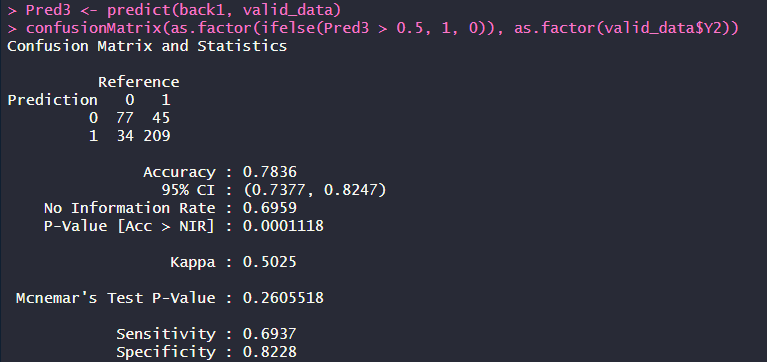 > Pred3 <- predict(back1, valid_data)
> confusionMatrix(as.factor(ifelse(Pred3 > 0.5, 1, 0)), as.factor(valid_data$Y2))
Confusion Matrix and Statistics
Reference
Prediction 0 1
0 77 45
1 34 209
Accuracy : 0.7836
95% CI : (0.7377, 0.8247)
No Information Rate : 0.6959
P-Value [Acc > NIR] : 0.0001118
Kappa : 0.5025
Mcnemar's Test P-Value : 0.2605518
Sensitivity : 0.6937
Specificity : 0.8228